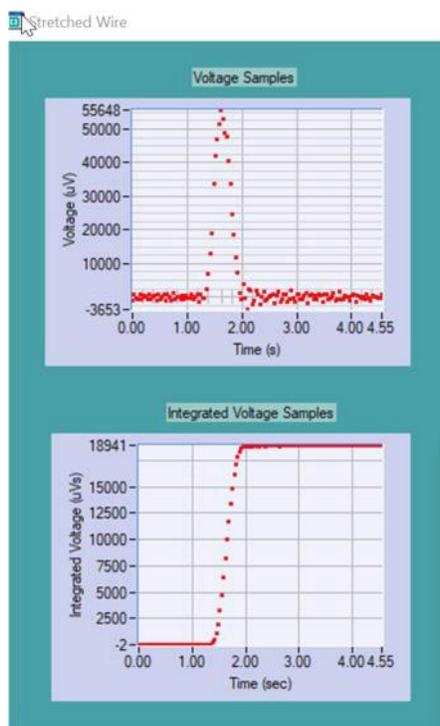 Stretched Wire
Voltage Samples
55648
50000
40000
30000
20000
10000
-3653
Voltage (uV)
0.00 1.00 2.00 3.00 4.00 4.55
Time (s)
Integrated Voltage Samples
18941
15000
12500
10000
7500
5000
2500
-2
Integrated Voltage (uVs)
0.00 1.00 2.00 3.00 4.00 4.55
Time (sec)